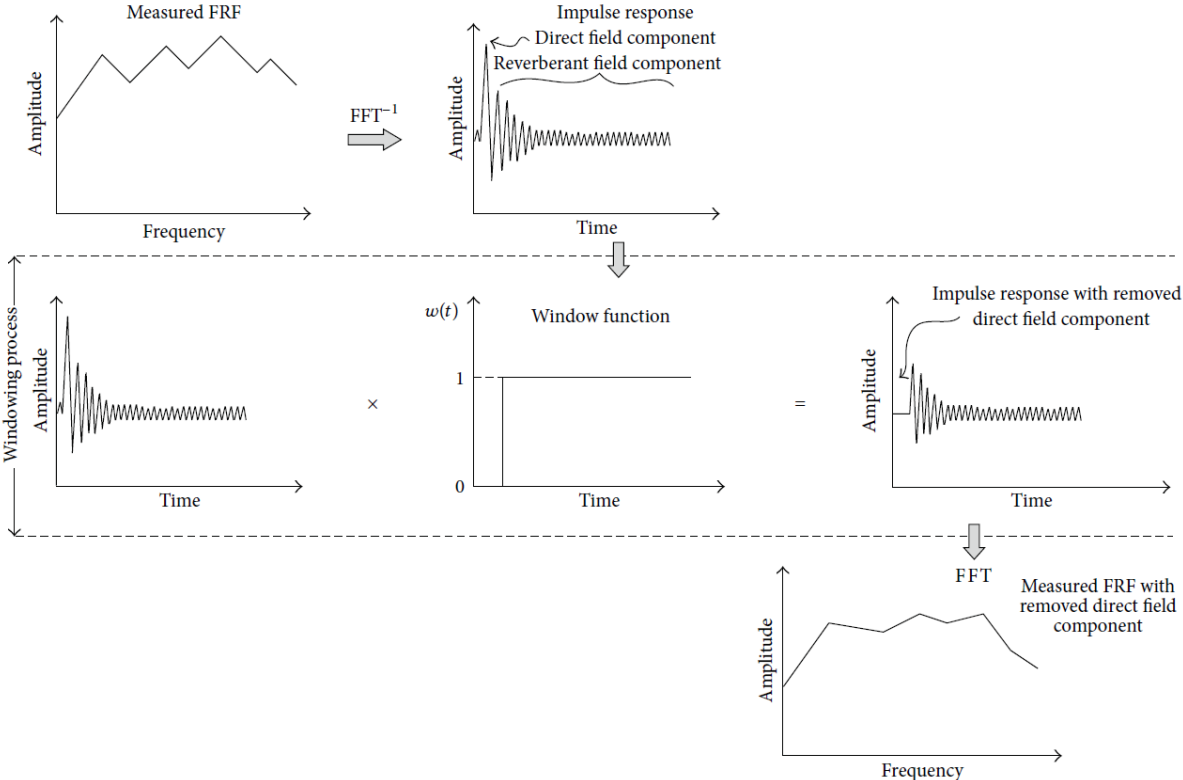 Measured FRF
Amplitude
Frequency
FFT⁻¹
Impulse response
Direct field component
Reverberant field component
Amplitude
Time
Windowing process
Amplitude
Time
×
w(t)
Window function
1
0
Time
=
Impulse response with removed
direct field component
Amplitude
Time
FFT
Measured FRF with
removed direct field
component
Amplitude
Frequency